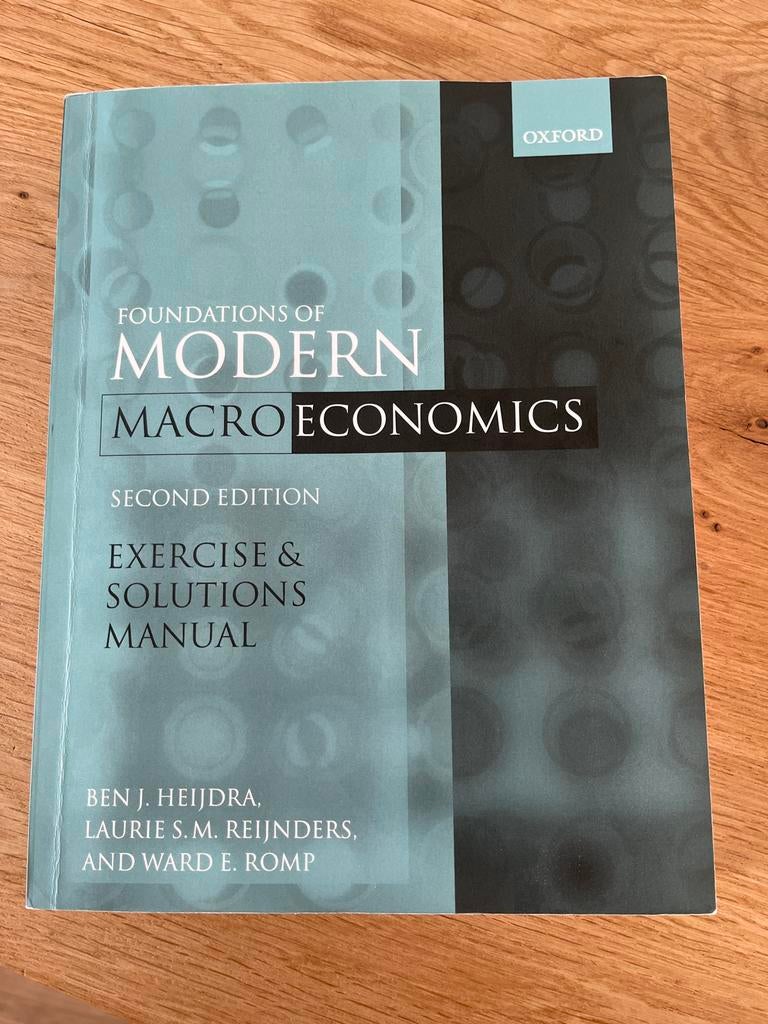 OXFORD
FOUNDATIONS OF
MODERN
MACROECONOMICS
SECOND EDITION
EXERCISE &
SOLUTIONS
MANUAL
BEN J. HEIJDRA,
LAURIE S. M. REIJNDERS,
AND WARD E. ROMP